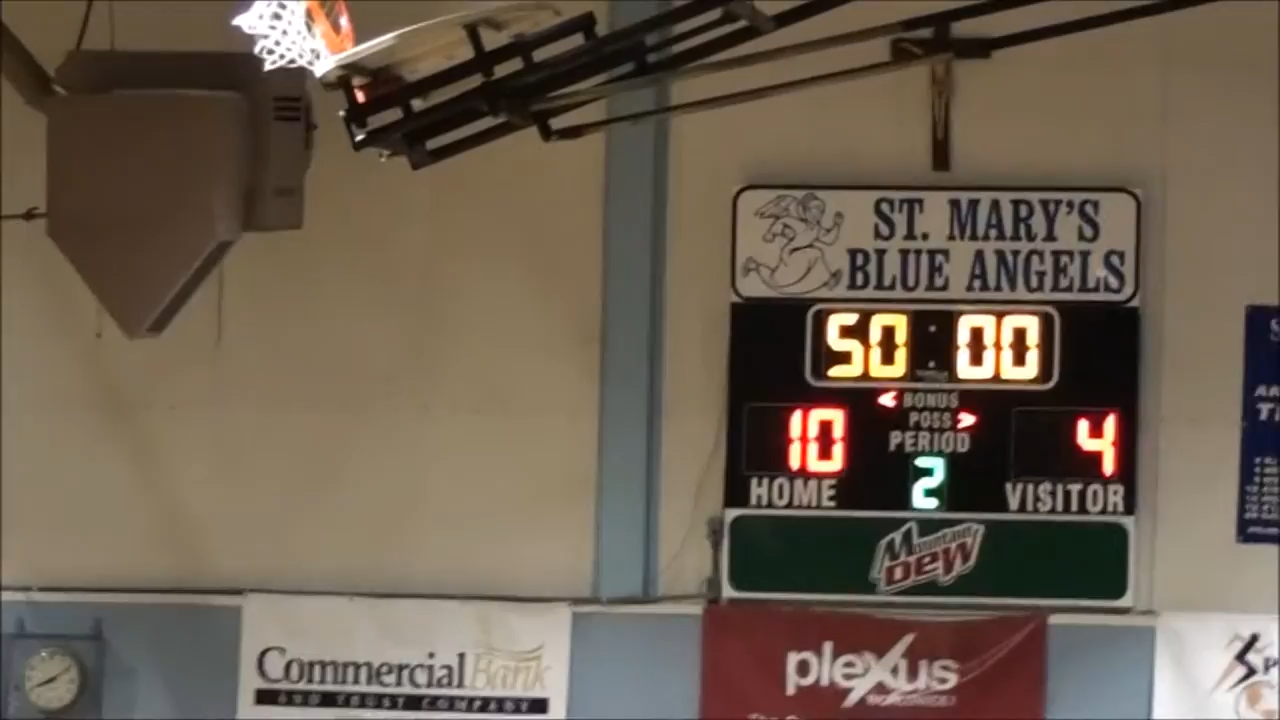 ST. MARY'S
BLUE ANGELS
50:00
BONUS
POSS
PERIOD
10 2 4
HOME VISITOR
Mountain
DEW
Commercial Bank
AND TRUST COMPANY
plexus
WORLDWIDE